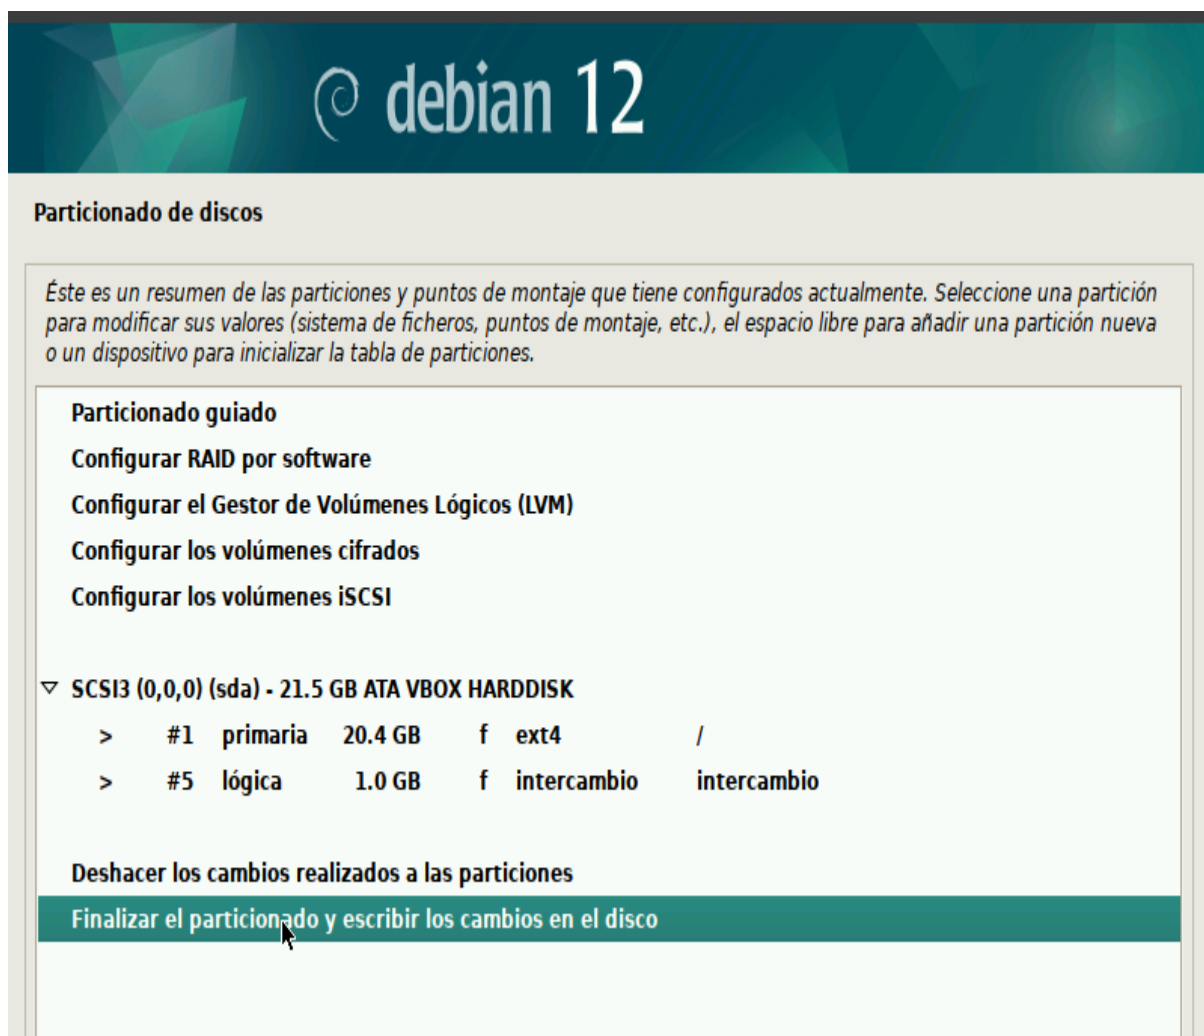 debian 12
Particionado de discos
Éste es un resumen de las particiones y puntos de montaje que tiene configurados actualmente. Seleccione una partición
para modificar sus valores (sistema de ficheros, puntos de montaje, etc.), el espacio libre para añadir una partición nueva
o un dispositivo para inicializar la tabla de particiones.
Particionado guiado
Configurar RAID por software
Configurar el Gestor de Volúmenes Lógicos (LVM)
Configurar los volúmenes cifrados
Configurar los volúmenes iSCSI
SCSI3 (0,0,0) (sda) - 21.5 GB ATA VBOX HARDDISK
> #1 primaria 20.4 GB f ext4 /
> #5 lógica 1.0 GB f intercambio intercambio
Deshacer los cambios realizados a las particiones
Finalizar el particionado y escribir los cambios en el disco